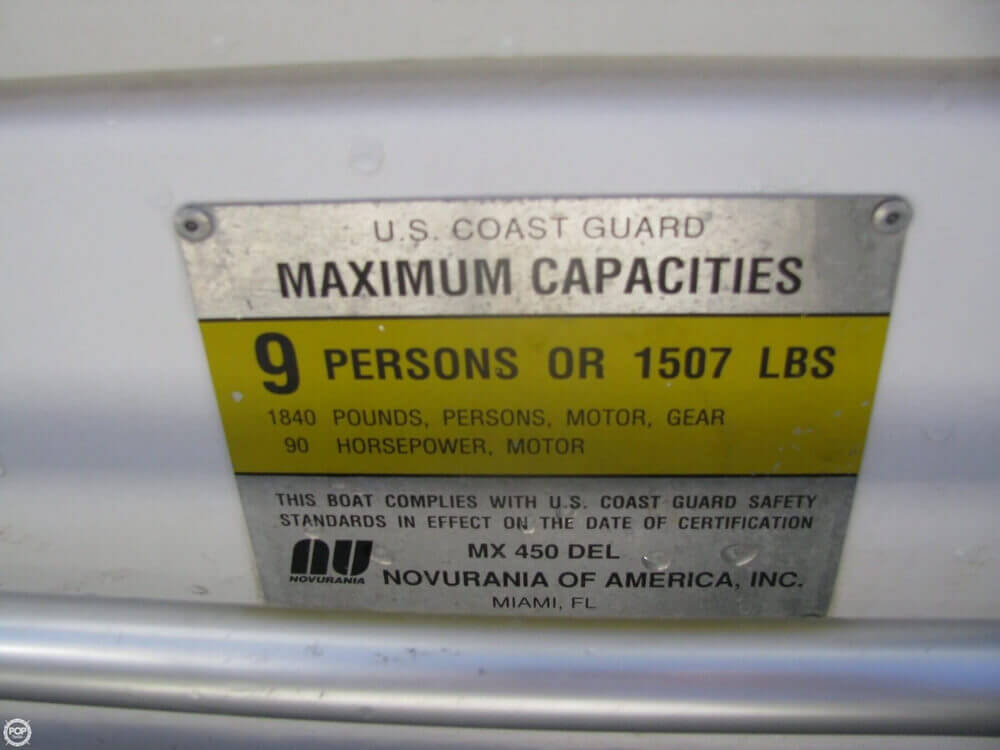 U.S. COAST GUARD
MAXIMUM CAPACITIES
9 PERSONS OR 1507 LBS
1840 POUNDS, PERSONS, MOTOR, GEAR
90 HORSEPOWER, MOTOR
THIS BOAT COMPLIES WITH U.S. COAST GUARD SAFETY
STANDARDS IN EFFECT ON THE DATE OF CERTIFICATION
MX 450 DEL
NU
NOVURANIA
NOVURANIA OF AMERICA, INC.
MIAMI, FL
POP